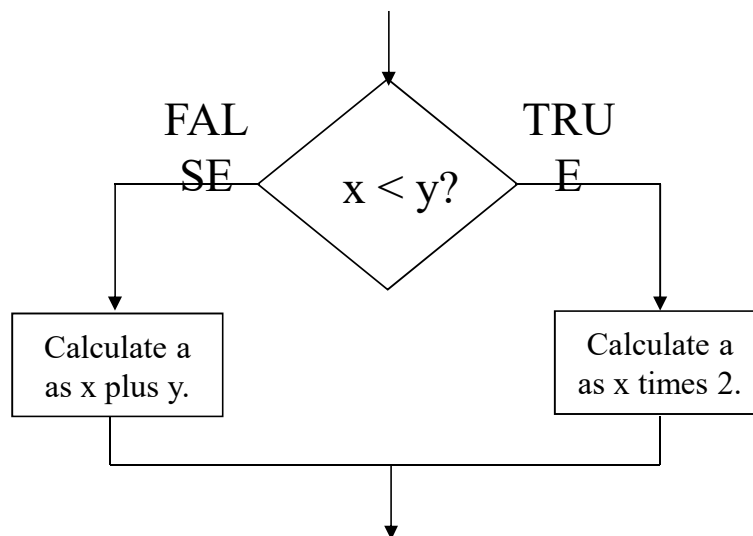 FAL
SE
TRU
E
x < y?
Calculate a
as x plus y.
Calculate a
as x times 2.